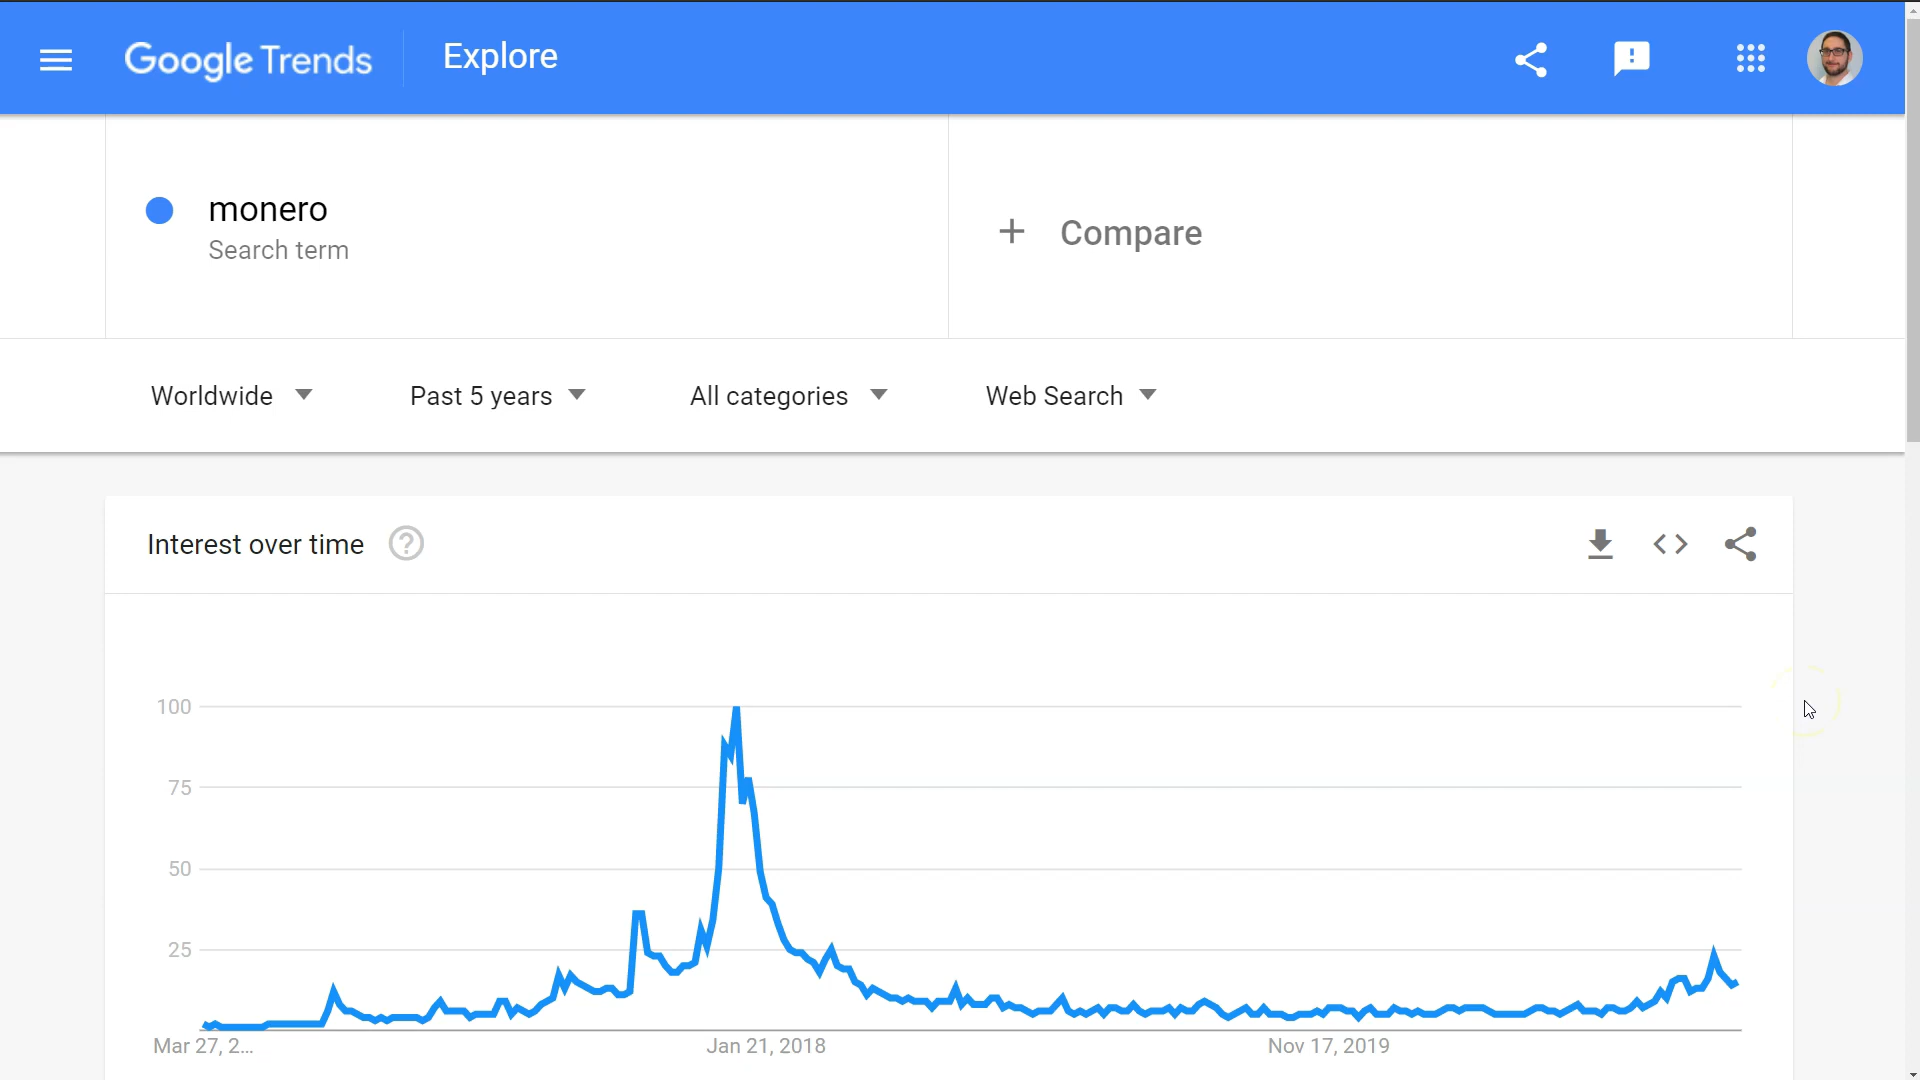 Google Trends
Explore
monero
Search term
+ Compare
Worldwide
Past 5 years
All categories
Web Search
Interest over time
100
75
50
25
Mar 27, 2...
Jan 21, 2018
Nov 17, 2019